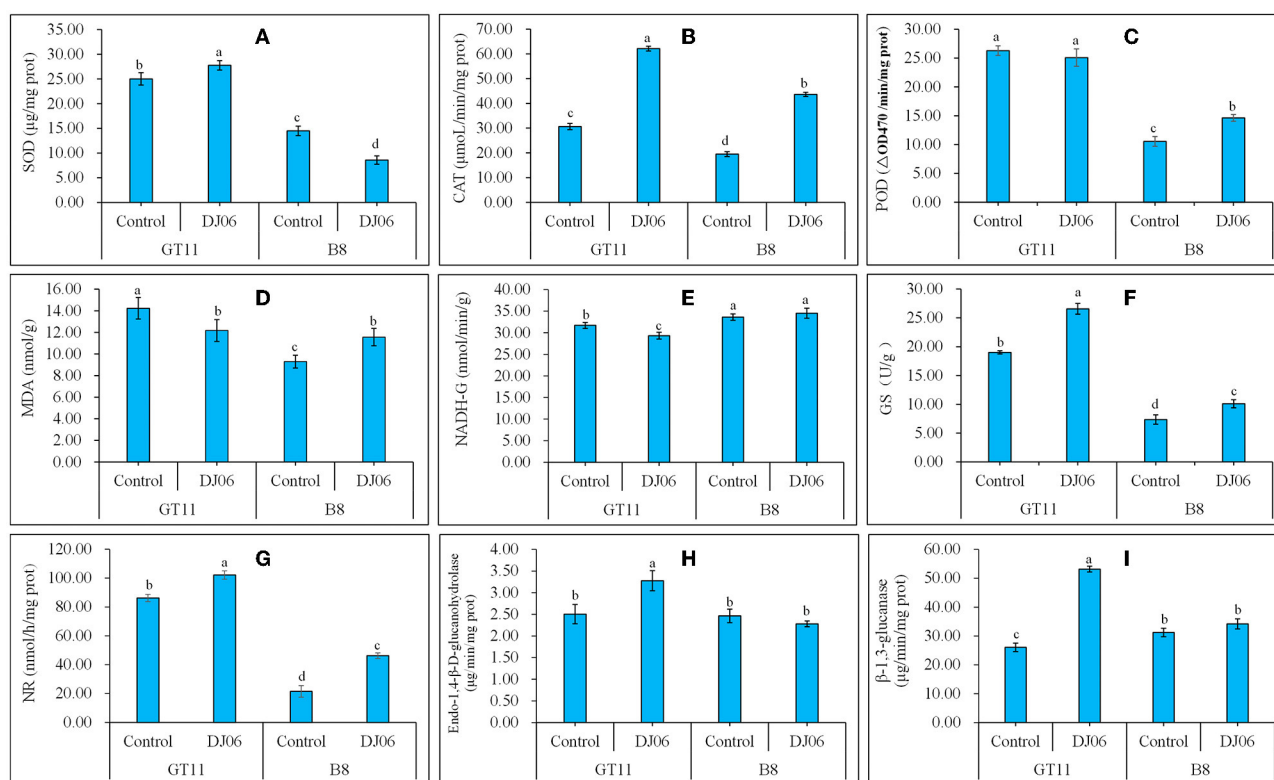 A
SOD (μg/mg prot)
30.00
25.00
20.00
15.00
10.00
5.00
0.00
b
a
c
d
Control DJ06 Control DJ06
GT11 B8
B
CAT (μmoL/min/mg prot)
70.00
60.00
50.00
40.00
30.00
20.00
10.00
0.00
c
a
d
b
Control DJ06 Control DJ06
GT11 B8
C
POD (△OD470 /min/mg prot)
30.00
25.00
20.00
15.00
10.00
5.00
0.00
a
a
c
b
Control DJ06 Control DJ06
GT11 B8
D
MDA (nmol/g)
16.00
14.00
12.00
10.00
8.00
6.00
4.00
2.00
0.00
a
b
c
b
Control DJ06 Control DJ06
GT11 B8
E
NADH-G (nmol/min/g)
40.00
35.00
30.00
25.00
20.00
15.00
10.00
5.00
0.00
b
c
a
a
Control DJ06 Control DJ06
GT11 B8
F
GS (U/g )
30.00
25.00
20.00
15.00
10.00
5.00
0.00
b
a
d
c
Control DJ06 Control DJ06
GT11 B8
G
NR (nmol/h/mg prot)
120.00
100.00
80.00
60.00
40.00
20.00
0.00
b
a
d
c
Control DJ06 Control DJ06
GT11 B8
H
Endo-1,4-β-D-glucanohydrolase
(μg/min/mg prot)
4.00
3.50
3.00
2.50
2.00
1.50
1.00
0.50
0.00
b
a
b
b
Control DJ06 Control DJ06
GT11 B8
I
β-1,3-glucanase
(μg/min/mg prot)
60.00
50.00
40.00
30.00
20.00
10.00
0.00
c
a
b
b
Control DJ06 Control DJ06
GT11 B8